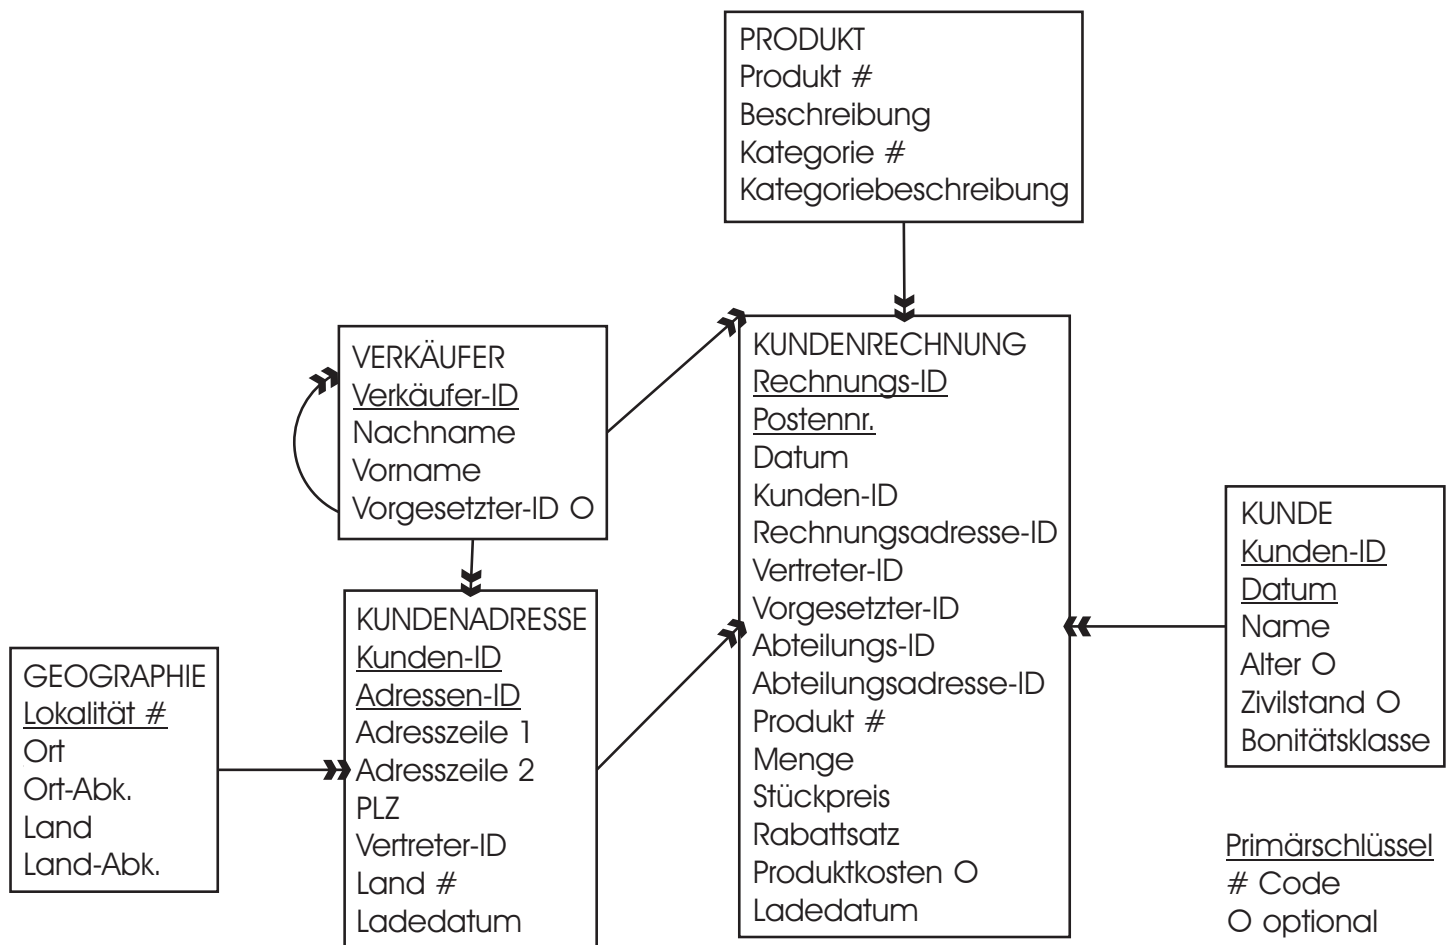 PRODUKT
Produkt #
Beschreibung
Kategorie #
Kategoriebeschreibung
VERKÄUFER
Verkäufer-ID
Nachname
Vorname
Vorgesetzter-ID O
KUNDENRECHNUNG
Rechnungs-ID
Postennr.
Datum
Kunden-ID
Rechnungsadresse-ID
Vertreter-ID
Vorgesetzter-ID
Abteilungs-ID
Abteilungsadresse-ID
Produkt #
Menge
Stückpreis
Rabattsatz
Produktkosten O
Ladedatum
KUNDE
Kunden-ID
Datum
Name
Alter O
Zivilstand O
Bonitätsklasse
KUNDENADRESSE
Kunden-ID
Adressen-ID
Adresszeile 1
Adresszeile 2
PLZ
Vertreter-ID
Land #
Ladedatum
GEOGRAPHIE
Lokalität #
Ort
Ort-Abk.
Land
Land-Abk.
Primärschlüssel
# Code
O optional